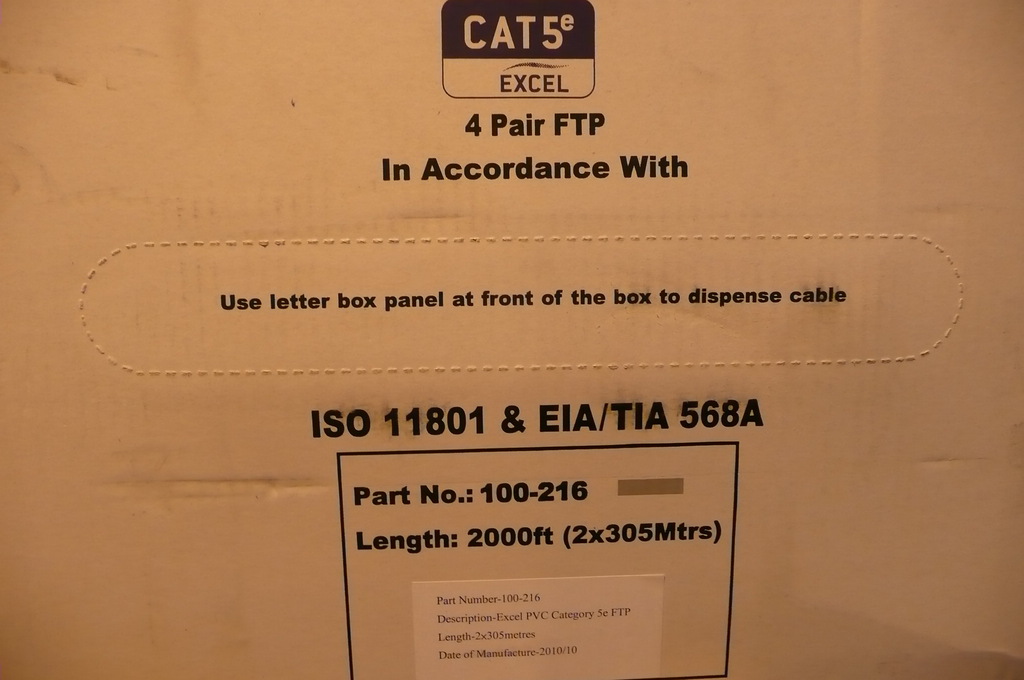 CAT5e
EXCEL
4 Pair FTP
In Accordance With
Use letter box panel at front of the box to dispense cable
ISO 11801 & EIA/TIA 568A
Part No.: 100-216
Length: 2000ft (2x305Mtrs)
Part Number-100-216
Description-Excel PVC Category 5e FTP
Length-2x305metres
Date of Manufacture-2010/10